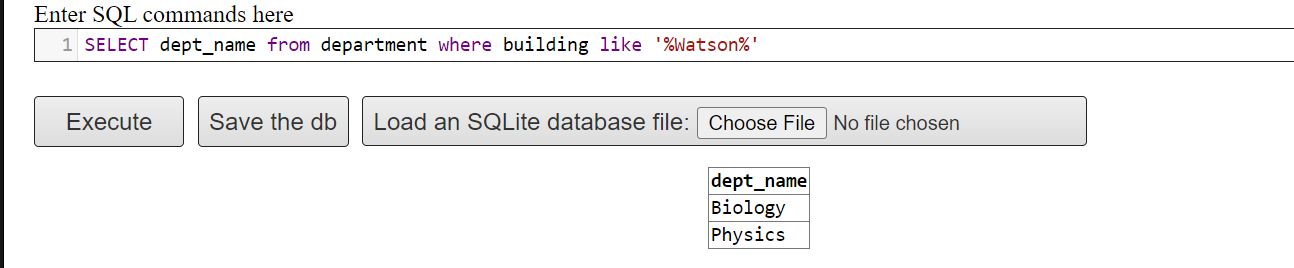 Enter SQL commands here
1 SELECT dept_name from department where building like '%Watson%'
Execute Save the db Load an SQLite database file: Choose File No file chosen
dept_name
Biology
Physics